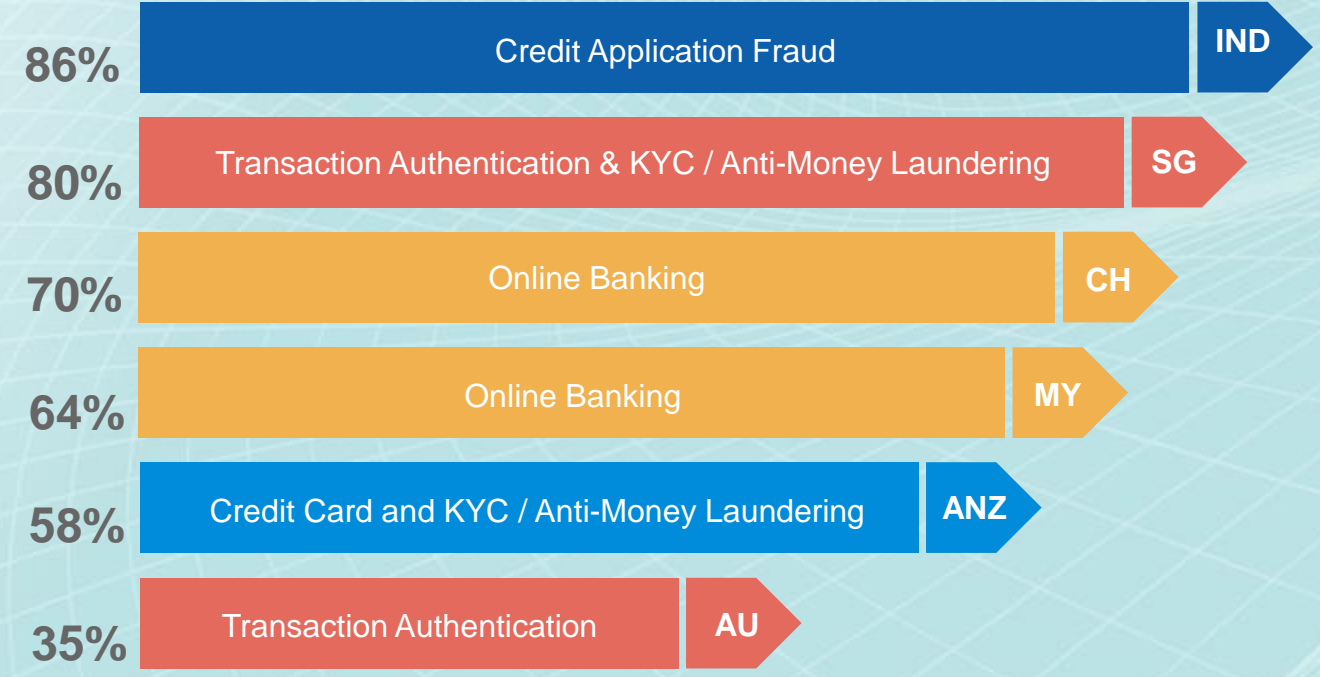 86%
Credit Application Fraud
IND
80%
Transaction Authentication & KYC / Anti-Money Laundering
SG
70%
Online Banking
CH
64%
Online Banking
MY
58%
Credit Card and KYC / Anti-Money Laundering
ANZ
35%
Transaction Authentication
AU